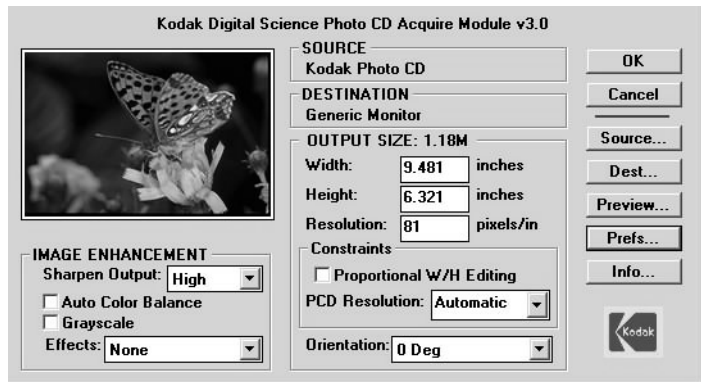 Kodak Digital Science Photo CD Acquire Module v3.0
SOURCE
Kodak Photo CD
DESTINATION
Generic Monitor
OUTPUT SIZE: 1.18M
Width: 9.481 inches
Height: 6.321 inches
Resolution: 81 pixels/in
Constraints
Proportional W/H Editing
PCD Resolution: Automatic
Orientation: 0 Deg
IMAGE ENHANCEMENT
Sharpen Output: High
Auto Color Balance
Grayscale
Effects: None
OK
Cancel
Source...
Dest...
Preview...
Prefs...
Info...
Kodak